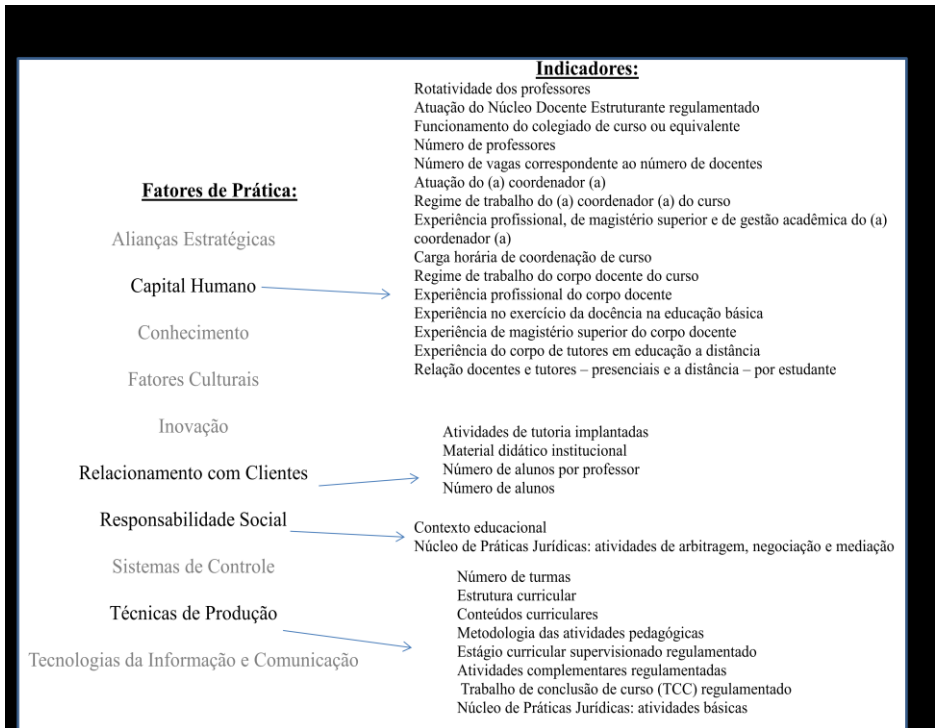 Fatores de Prática:
Alianças Estratégicas
Capital Humano
Conhecimento
Fatores Culturais
Inovação
Relacionamento com Clientes
Responsabilidade Social
Sistemas de Controle
Técnicas de Produção
Tecnologias da Informação e Comunicação
Indicadores:
Rotatividade dos professores
Atuação do Núcleo Docente Estruturante regulamentado
Funcionamento do colegiado de curso ou equivalente
Número de professores
Número de vagas correspondente ao número de docentes
Atuação do (a) coordenador (a)
Regime de trabalho do (a) coordenador (a) do curso
Experiência profissional, de magistério superior e de gestão acadêmica do (a)
coordenador (a)
Carga horária de coordenação de curso
Regime de trabalho do corpo docente do curso
Experiência profissional do corpo docente
Experiência no exercício da docência na educação básica
Experiência de magistério superior do corpo docente
Experiência do corpo de tutores em educação a distância
Relação docentes e tutores – presenciais e a distância – por estudante
Atividades de tutoria implantadas
Material didático institucional
Número de alunos por professor
Número de alunos
Contexto educacional
Núcleo de Práticas Jurídicas: atividades de arbitragem, negociação e mediação
Número de turmas
Estrutura curricular
Conteúdos curriculares
Metodologia das atividades pedagógicas
Estágio curricular supervisionado regulamentado
Atividades complementares regulamentadas
Trabalho de conclusão de curso (TCC) regulamentado
Núcleo de Práticas Jurídicas: atividades básicas